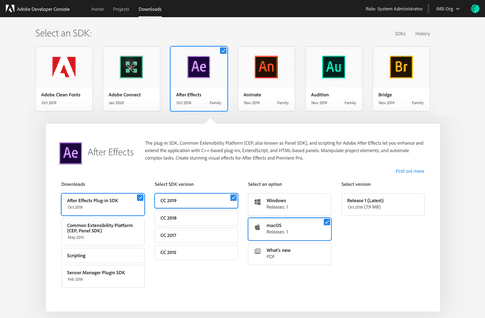 Adobe Developer Console
Home
Projects
Downloads
Role: System Administrator
IMS Org
Select an SDK:
SDKs
History
Adobe Clean Fonts
Oct 2019
Adobe Connect
Jan 2020
Ae
After Effects
Oct 2018
Family
An
Animate
Nov 2019
Family
Au
Audition
Nov 2019
Family
Br
Bridge
Nov 2019
Family
Ae
After Effects
The plug-in SDK, Common Extensibility Platform (CEP, also known as Panel SDK), and scripting for Adobe After Effects let you enhance and
extend the application with C++-based plug-ins, ExtendScript, and HTML-based panels. Manipulate project elements, and automate
complex tasks. Create stunning visual effects for After Effects and Premiere Pro.
Find out more
Downloads
Select SDK version
Select an option
Select version
After Effects Plug-in SDK
Oct 2018
Common Extensibility Platform
(CEP, Panel SDK)
May 2015
Scripting
Sensor Manager Plugin SDK
Feb 2019
CC 2019
CC 2018
CC 2017
CC 2015
Windows
Releases: 1
macOS
Releases: 1
What's new
PDF
Release 1 (Latest)
Oct 2018 (7.9 MB)